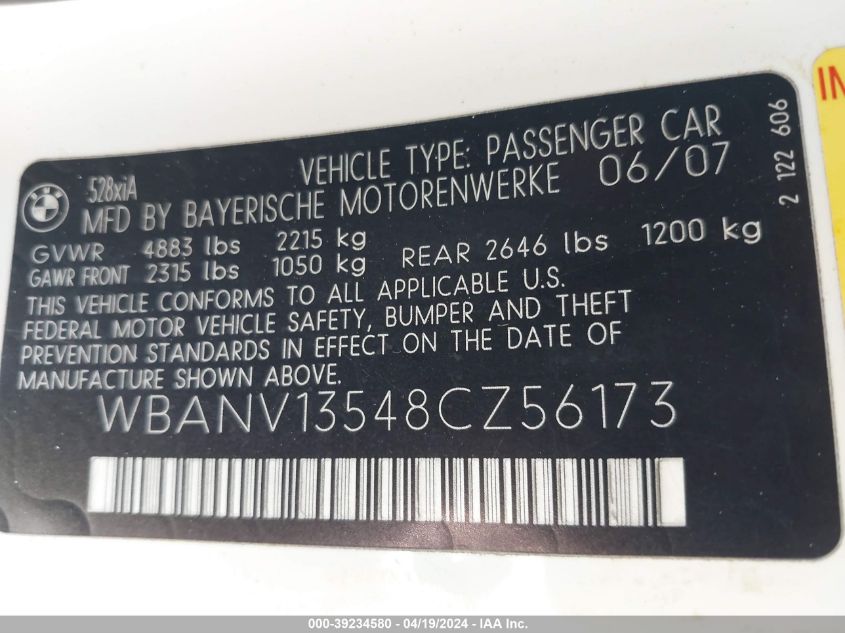 528xiA
VEHICLE TYPE: PASSENGER CAR
MFD BY BAYERISCHE MOTORENWERKE 06/07
GVWR 4883 lbs 2215 kg
GAWR FRONT 2315 lbs 1050 kg REAR 2646 lbs 1200 kg
THIS VEHICLE CONFORMS TO ALL APPLICABLE U.S.
FEDERAL MOTOR VEHICLE SAFETY, BUMPER AND THEFT
PREVENTION STANDARDS IN EFFECT ON THE DATE OF
MANUFACTURE SHOWN ABOVE.
WBANV13548CZ56173
2 122 606
IN
000-39234580 - 04/19/2024 - IAA Inc.